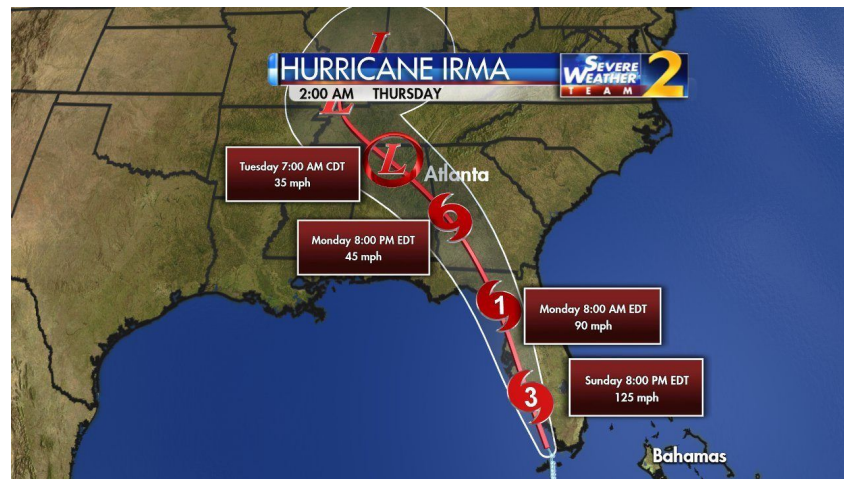 HURRICANE IRMA
2:00 AM THURSDAY
SEVERE
WEATHER
TEAM
2
L
L
Tuesday 7:00 AM CDT
35 mph
L
Atlanta
Monday 8:00 PM EDT
45 mph
1
Monday 8:00 AM EDT
90 mph
3
Sunday 8:00 PM EDT
125 mph
Bahamas